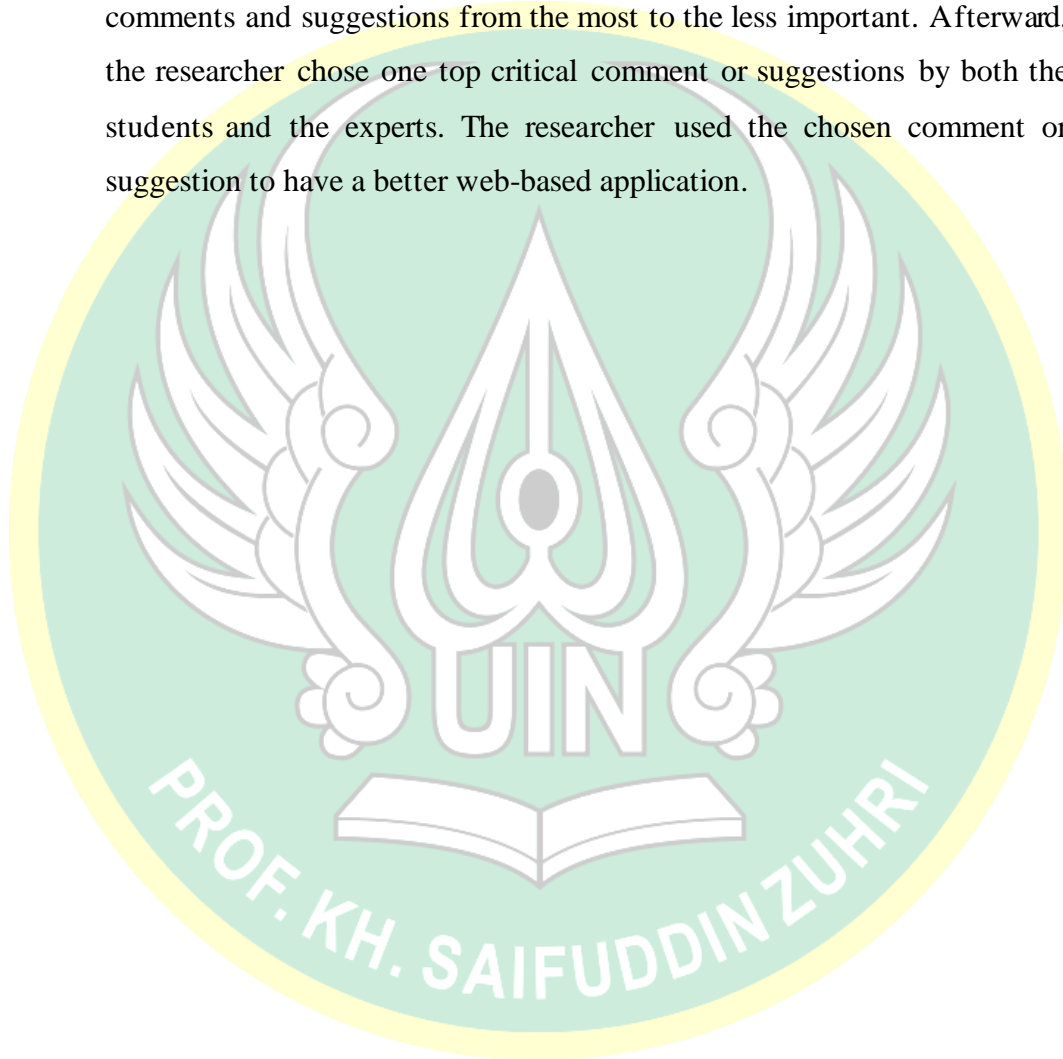 comments and suggestions from the most to the less important. Afterward,
the researcher chose one top critical comment or suggestions by both the
students and the experts. The researcher used the chosen comment or
suggestion to have a better web-based application.
UIN
PROF. KH. SAIFUDDIN ZUHRI